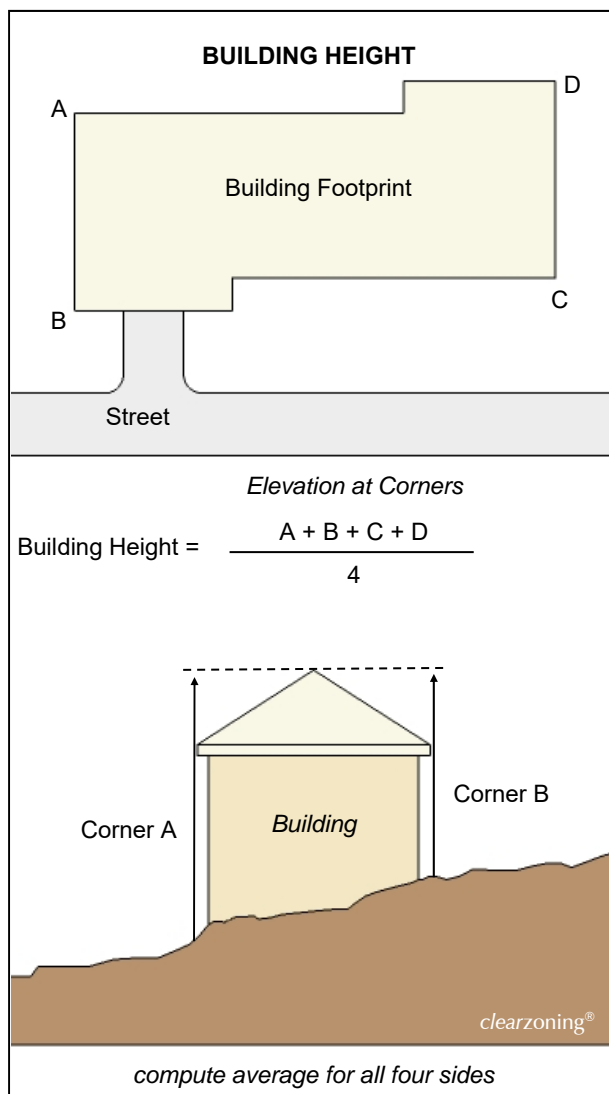 BUILDING HEIGHT
A
D
Building Footprint
B
C
Street
Elevation at Corners
Building Height = A + B + C + D
4
Corner A
Building
Corner B
clearzoning®
compute average for all four sides